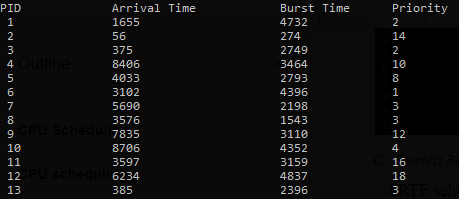 PID Arrival Time Burst Time Priority
1 1655 4732 2
2 56 274 14
3 375 2749 2
4 8406 3464 10
5 4033 2793 8
6 3102 4396 1
7 5690 2198 3
8 3576 1543 3
9 7835 3110 12
10 8706 4352 4
11 3597 3159 16
12 6234 4837 18
13 385 2396 3